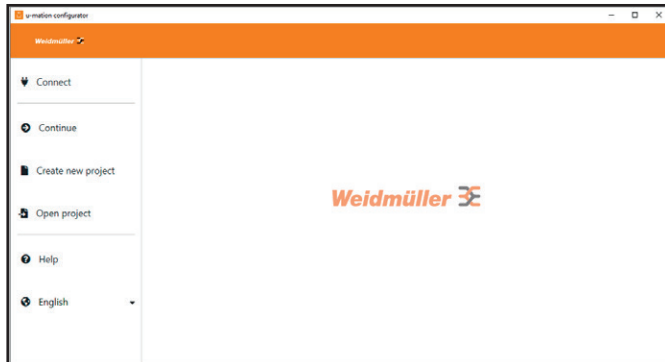 u-mation configurator
Weidmüller
Connect
Continue
Create new project
Open project
Weidmüller
Help
English